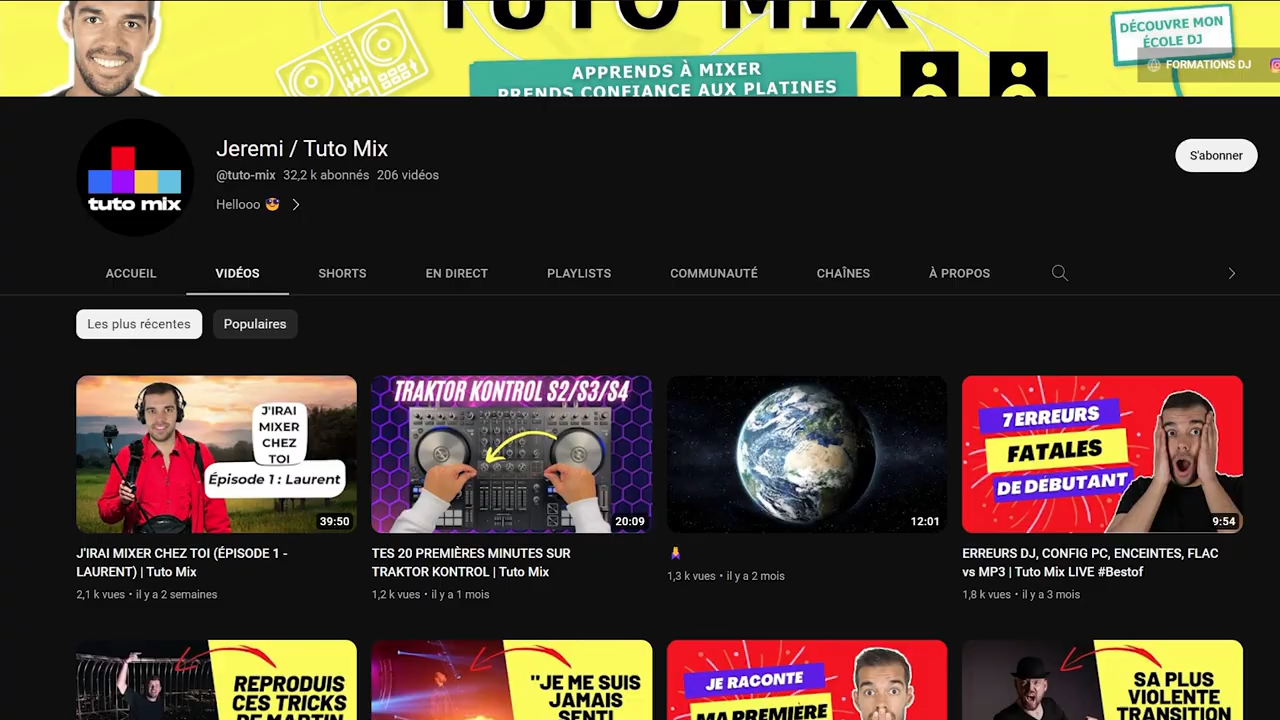 TUTO MIX
DÉCOUVRE MON
ÉCOLE DJ
FORMATIONS DJ
APPRENDS À MIXER
PRENDS CONFIANCE AUX PLATINES
tuto mix
Jeremi / Tuto Mix
@tuto-mix 32,2 k abonnés 206 vidéos
Hellooo
S'abonner
ACCUEIL VIDÉOS SHORTS EN DIRECT PLAYLISTS COMMUNAUTÉ CHAÎNES À PROPOS
Les plus récentes Populaires
J'IRAI
MIXER
CHEZ
TOI
Épisode 1 : Laurent
39:50
TRAKTOR KONTROL S2/S3/S4
20:09
12:01
7 ERREURS
FATALES
DE DÉBUTANT
9:54
J'IRAI MIXER CHEZ TOI (ÉPISODE 1 -
LAURENT) | Tuto Mix
2,1 k vues • il y a 2 semaines
TES 20 PREMIÈRES MINUTES SUR
TRAKTOR KONTROL | Tuto Mix
1,2 k vues • il y a 1 mois
1,3 k vues • il y a 2 mois
ERREURS DJ, CONFIG PC, ENCEINTES, FLAC
vs MP3 | Tuto Mix LIVE #Bestof
1,8 k vues • il y a 3 mois
REPRODUIS
CES TRICKS
DE MARTIN
"JE ME SUIS
JAMAIS
SENTI
JE RACONTE
MA PREMIÈRE
SA PLUS
VIOLENTE
TRANSITION